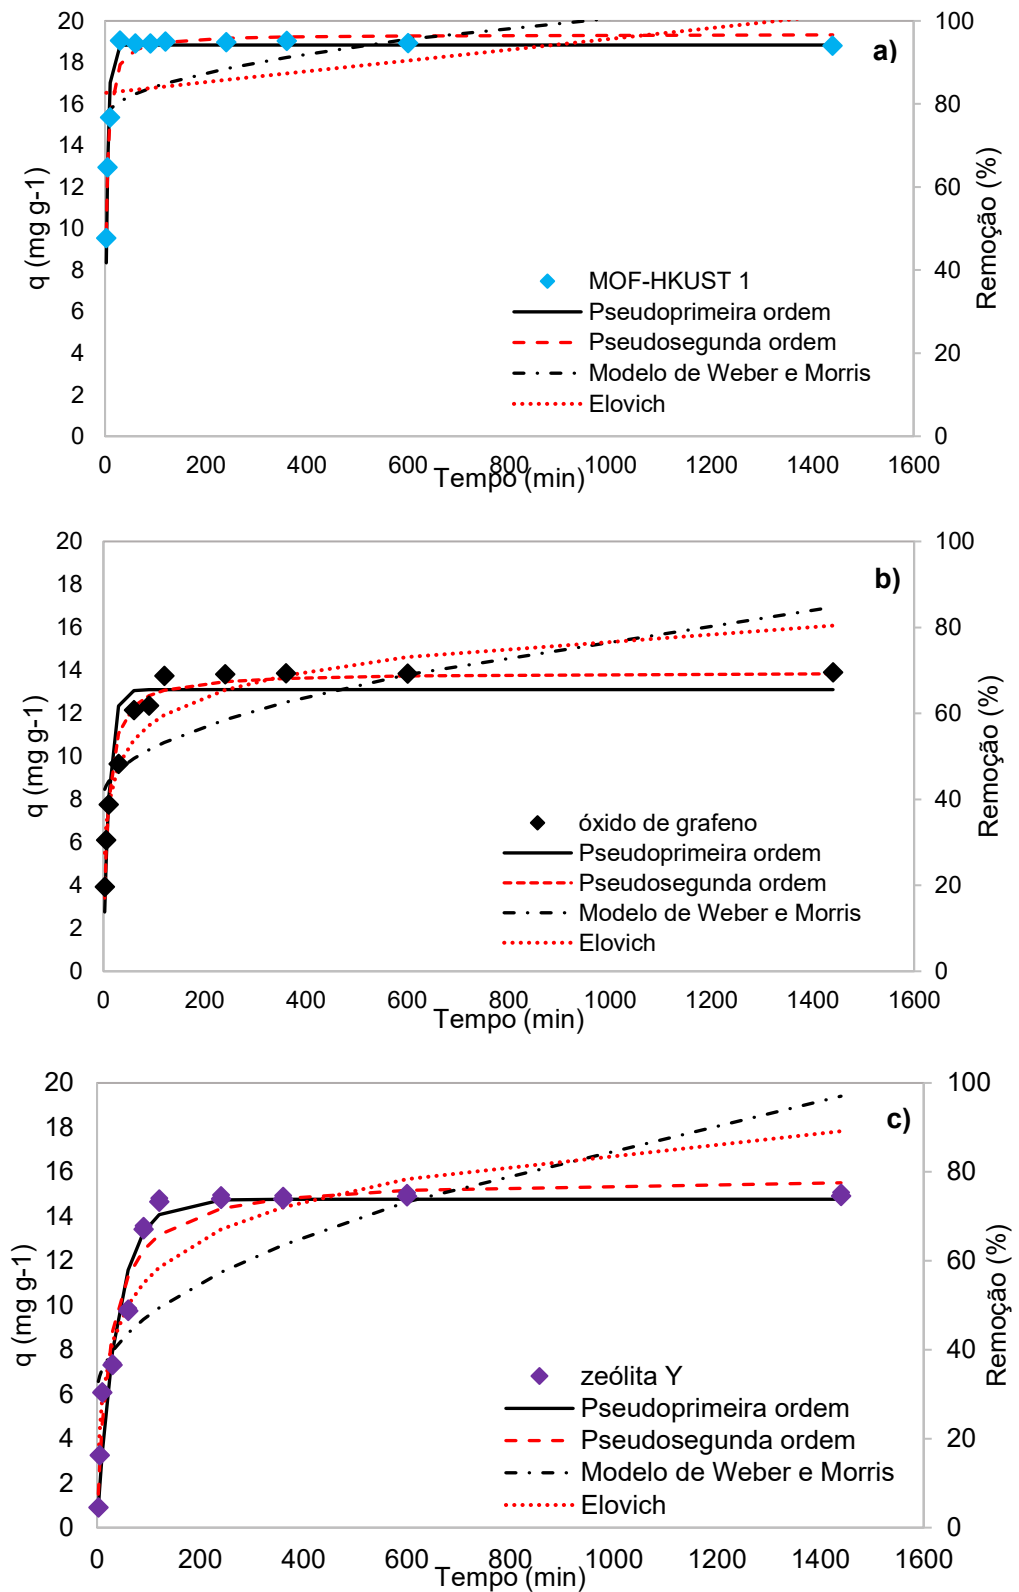 20
18
16
14
12
10
8
6
4
2
0
q (mg g-1)
100
80
60
40
20
0
Remoção (%)
a)
MOF-HKUST 1
Pseudoprimeira ordem
Pseudosegunda ordem
Modelo de Weber e Morris
Elovich
0 200 400 600 800 1000 1200 1400 1600
Tempo (min)
20
18
16
14
12
10
8
6
4
2
0
q (mg g-1)
100
80
60
40
20
0
Remoção (%)
b)
óxido de grafeno
Pseudoprimeira ordem
Pseudosegunda ordem
Modelo de Weber e Morris
Elovich
0 200 400 600 800 1000 1200 1400 1600
Tempo (min)
20
18
16
14
12
10
8
6
4
2
0
q (mg g-1)
100
80
60
40
20
0
Remoção (%)
c)
zeólita Y
Pseudoprimeira ordem
Pseudosegunda ordem
Modelo de Weber e Morris
Elovich
0 200 400 600 800 1000 1200 1400 1600
Tempo (min)